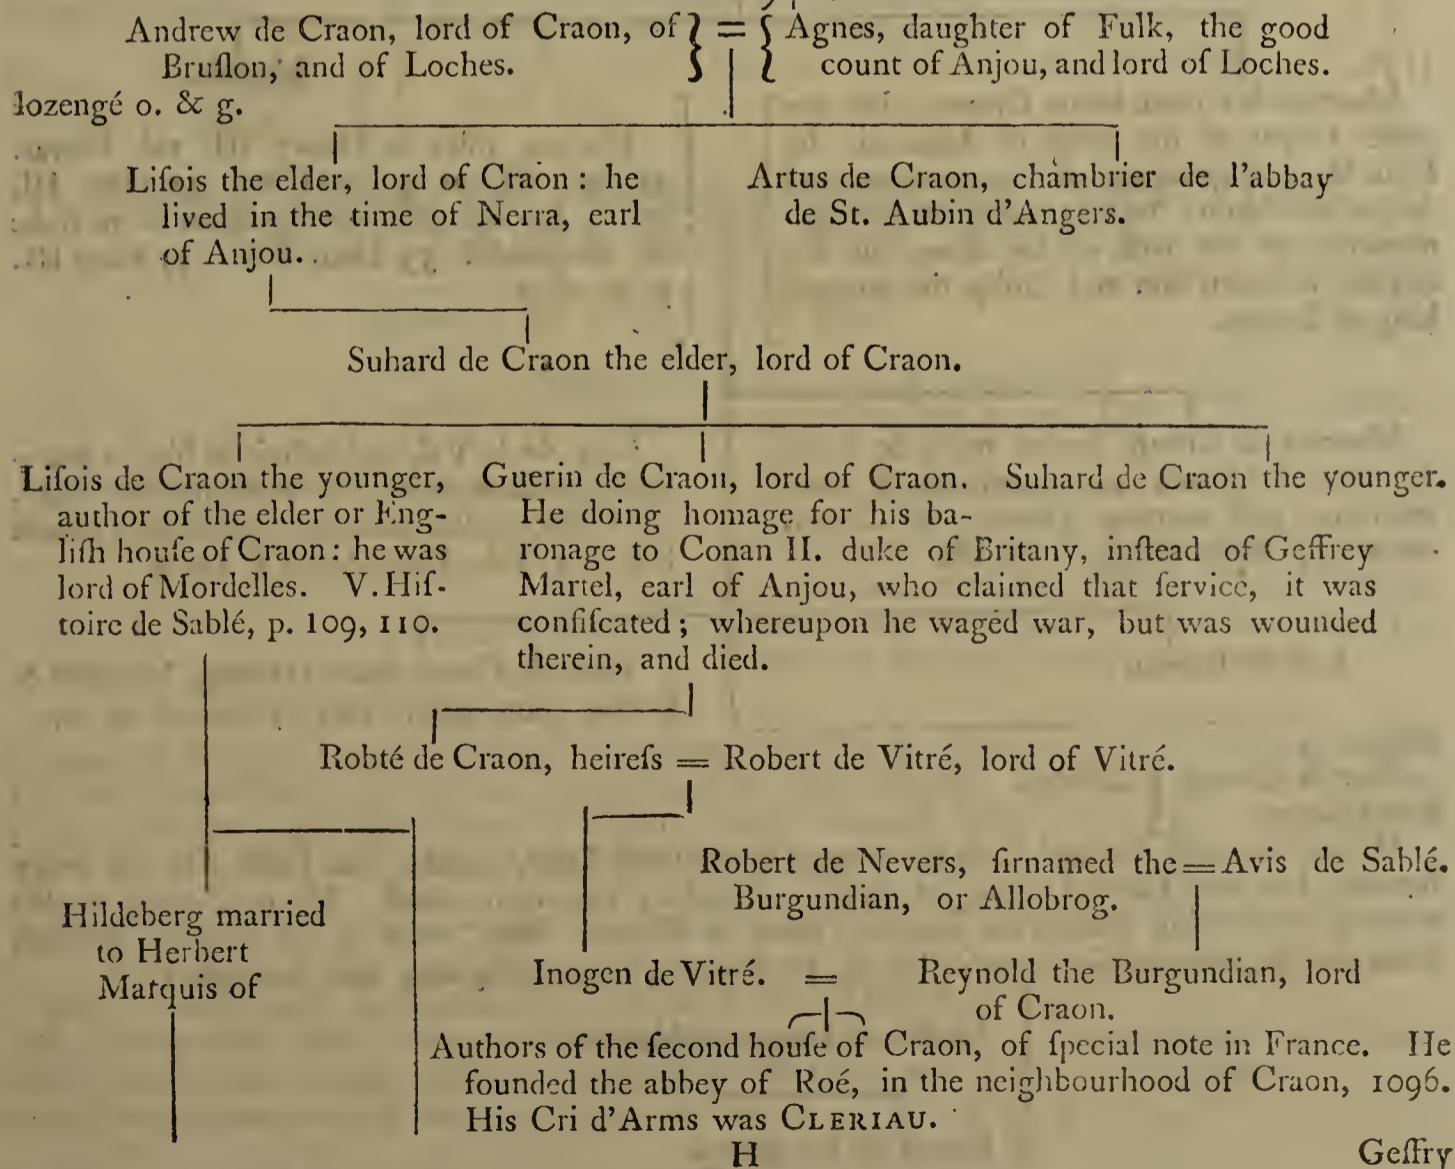 Andrew de Craon, lord of Craon, of } = { Agnes, daughter of Fulk, the good
Bruſlon, and of Loches. count of Anjou, and lord of Loches.
lozengé o. & g.
Liſois the elder, lord of Craon : he
lived in the time of Nerra, earl
of Anjou.
Artus de Craon, chambrier de l'abbay
de St. Aubin d'Angers.
Suhard de Craon the elder, lord of Craon.
Liſois de Craon the younger,
author of the elder or Eng-
liſh houſe of Craon : he was
lord of Mordelles. V. Hiſ-
toire de Sablé, p. 109, 110.
Guerin de Craon, lord of Craon.
He doing homage for his ba-
ronage to Conan II. duke of Britany, inſtead of Geffrey
Martel, earl of Anjou, who claimed that ſervice, it was
confiſcated ; whereupon he waged war, but was wounded
therein, and died.
Suhard de Craon the younger.
Robté de Craon, heireſs = Robert de Vitré, lord of Vitré.
Robert de Nevers, ſirnamed the = Avis de Sablé.
Burgundian, or Allobrog.
Hildeberg married
to Herbert
Marquis of
Inogen de Vitré. = Reynold the Burgundian, lord
of Craon.
Authors of the ſecond houſe of Craon, of ſpecial note in France. He
founded the abbey of Roé, in the neighbourhood of Craon, 1096.
His Cri d'Arms was CLERIAU.
H
Geffry